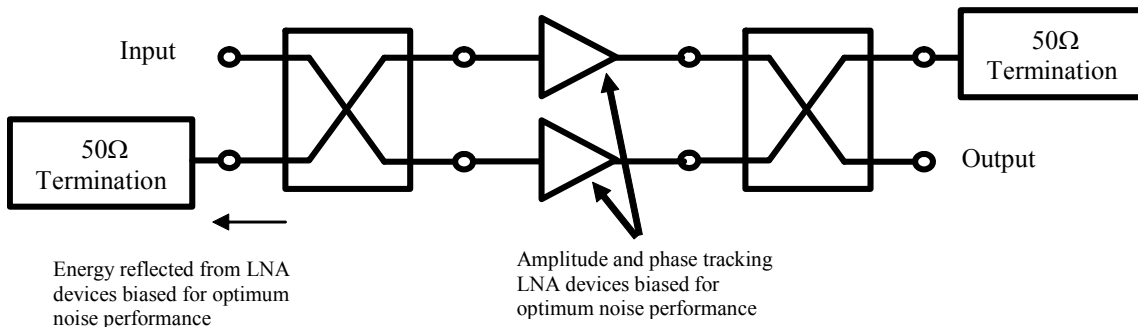 Input
50Ω
Termination
50Ω
Termination
Output
Energy reflected from LNA
devices biased for optimum
noise performance
Amplitude and phase tracking
LNA devices biased for
optimum noise performance